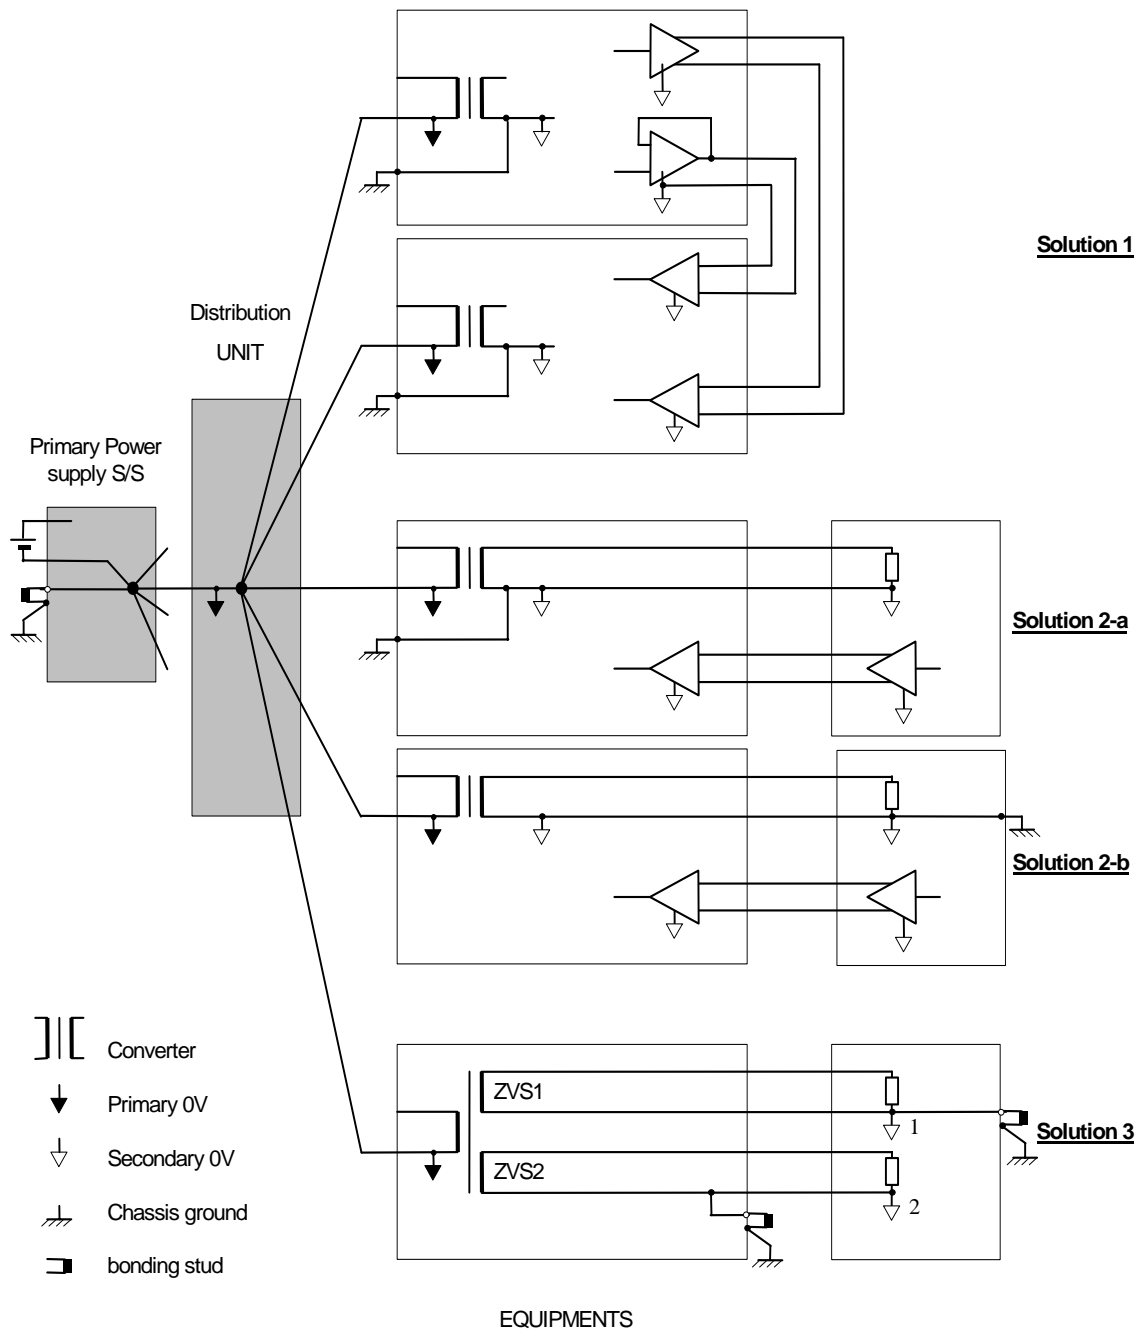 Solution 1
Distribution
UNIT
Primary Power
supply S/S
Solution 2-a
Solution 2-b
ZVS1
1
Solution 3
ZVS2
2
Converter
Primary 0V
Secondary 0V
Chassis ground
bonding stud
EQUIPMENTS